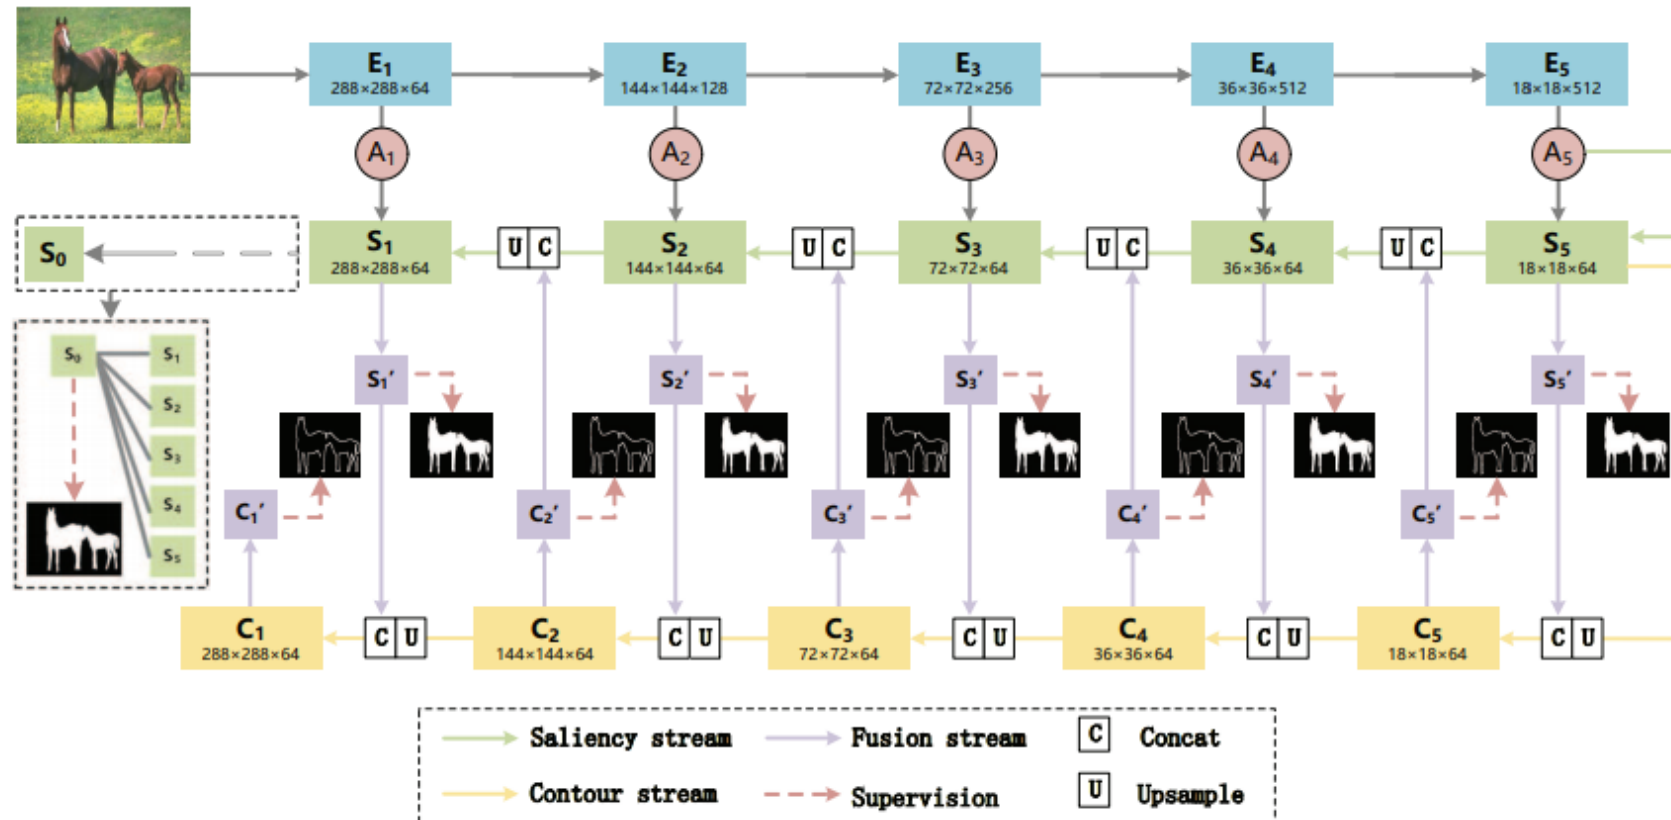 E₁
288×288×64
E₂
144×144×128
E₃
72×72×256
E₄
36×36×512
E₅
18×18×512
A₁
A₂
A₃
A₄
A₅
S₀
S₁
288×288×64
U C
S₂
144×144×64
U C
S₃
72×72×64
U C
S₄
36×36×64
U C
S₅
18×18×64
S₀
S₁
S₂
S₃
S₄
S₅
S₁′
S₂′
S₃′
S₄′
S₅′
C₁′
C₂′
C₃′
C₄′
C₅′
C₁
288×288×64
C U
C₂
144×144×64
C U
C₃
72×72×64
C U
C₄
36×36×64
C U
C₅
18×18×64
C U
Saliency stream
Fusion stream
C Concat
Contour stream
Supervision
U Upsample